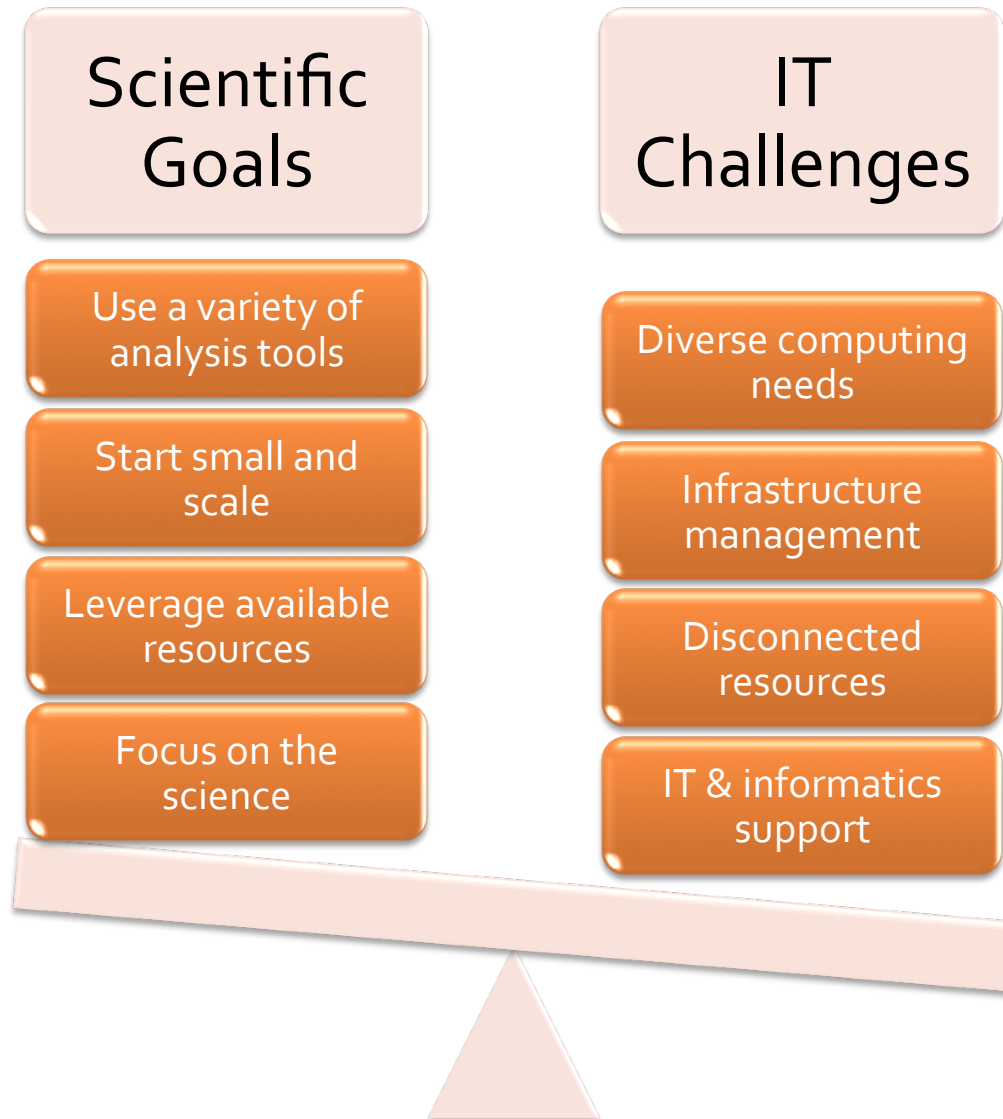 Scientific
Goals
Use a variety of
analysis tools
Start small and
scale
Leverage available
resources
Focus on the
science
IT
Challenges
Diverse computing
needs
Infrastructure
management
Disconnected
resources
IT & informatics
support